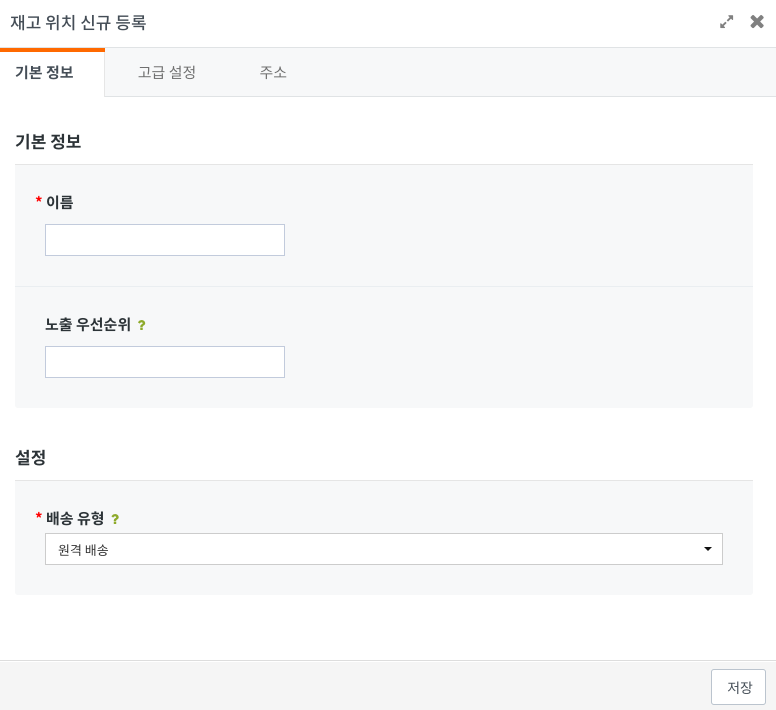 재고 위치 신규 등록
기본 정보 고급 설정 주소
기본 정보
* 이름
노출 우선순위 ?
설정
* 배송 유형 ?
원격 배송
저장